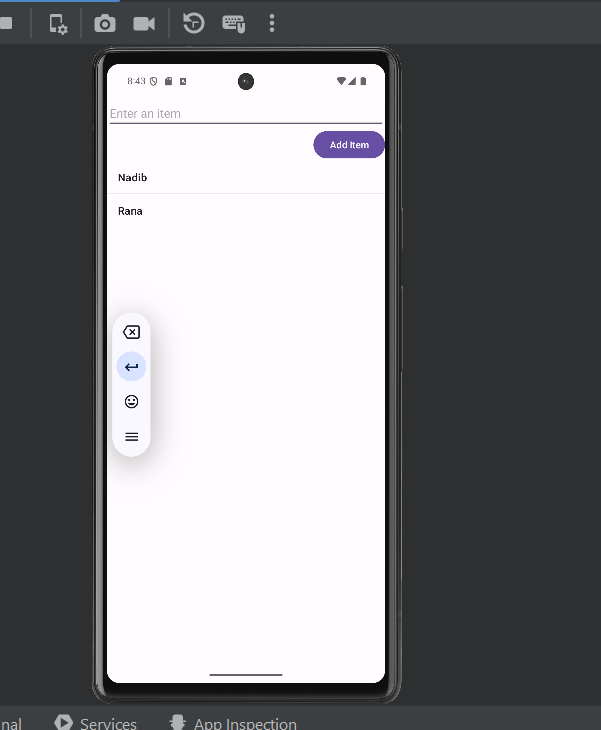 8:43
Enter an item
Add Item
Nadib
Rana
nal
Services
App Inspection